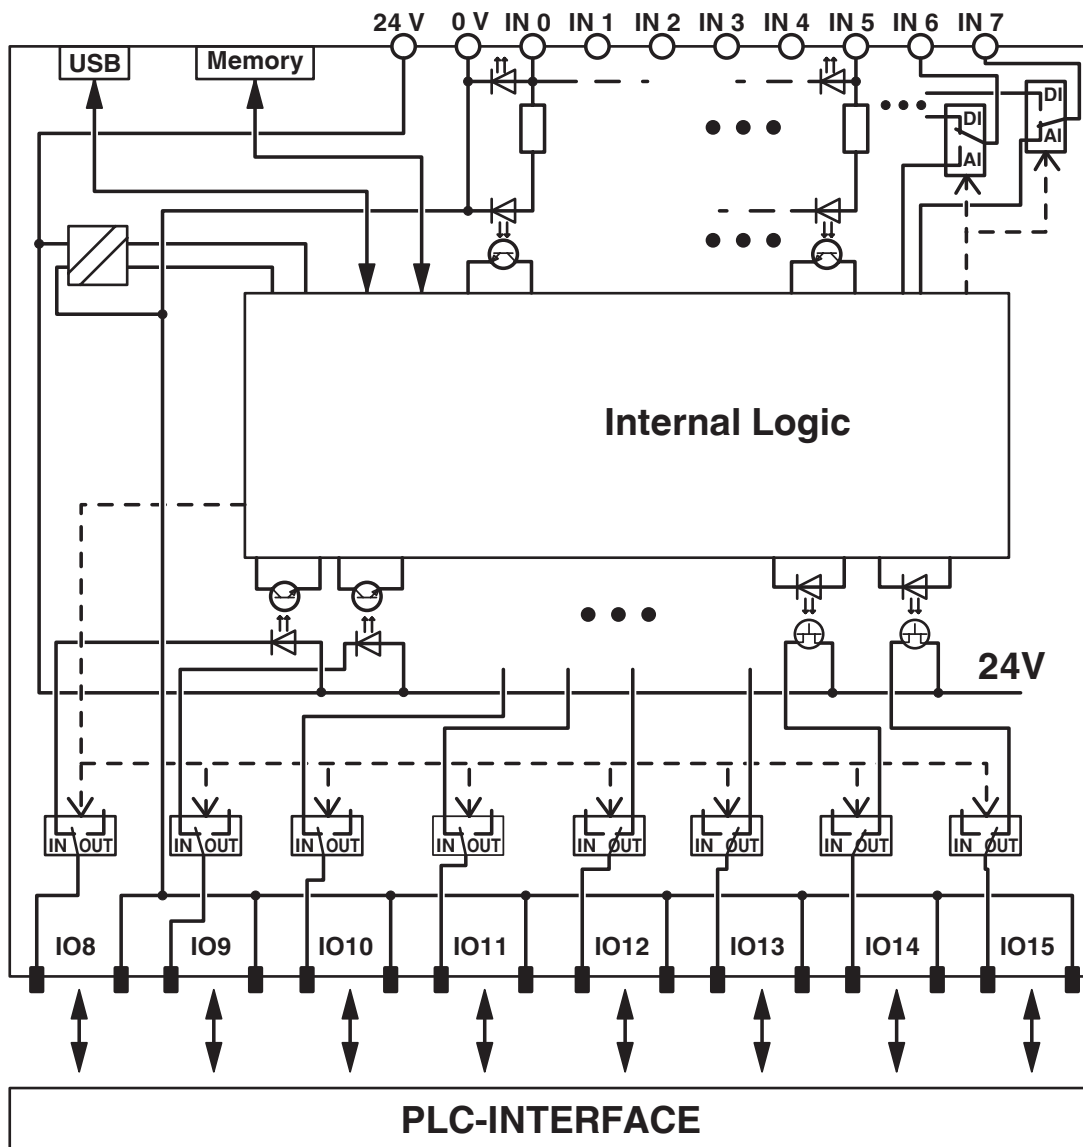 24 V 0 V IN 0 IN 1 IN 2 IN 3 IN 4 IN 5 IN 6 IN 7
USB
Memory
DI
AI
DI
AI
Internal Logic
24V
IN OUT
IN OUT
IN OUT
IN OUT
IN OUT
IN OUT
IN OUT
IN OUT
IO8 IO9 IO10 IO11 IO12 IO13 IO14 IO15
PLC-INTERFACE